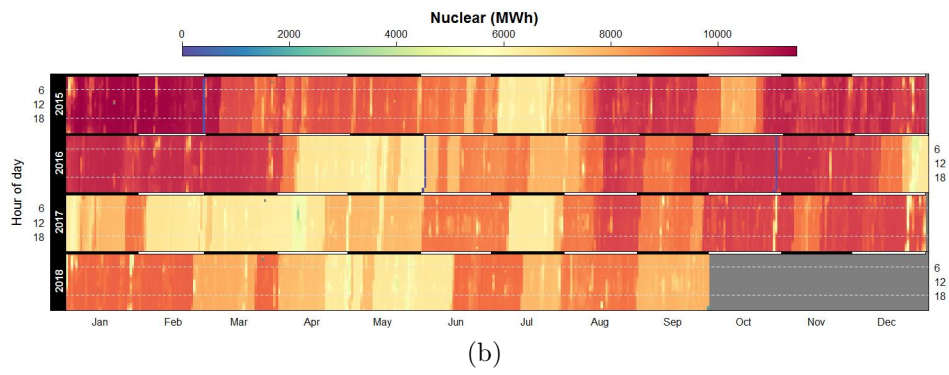 Nuclear (MWh)
0 2000 4000 6000 8000 10000
Hour of day
6 12 18 2015
2016 6 12 18
6 12 18 2017
2018 6 12 18
Jan Feb Mar Apr May Jun Jul Aug Sep Oct Nov Dec
(b)